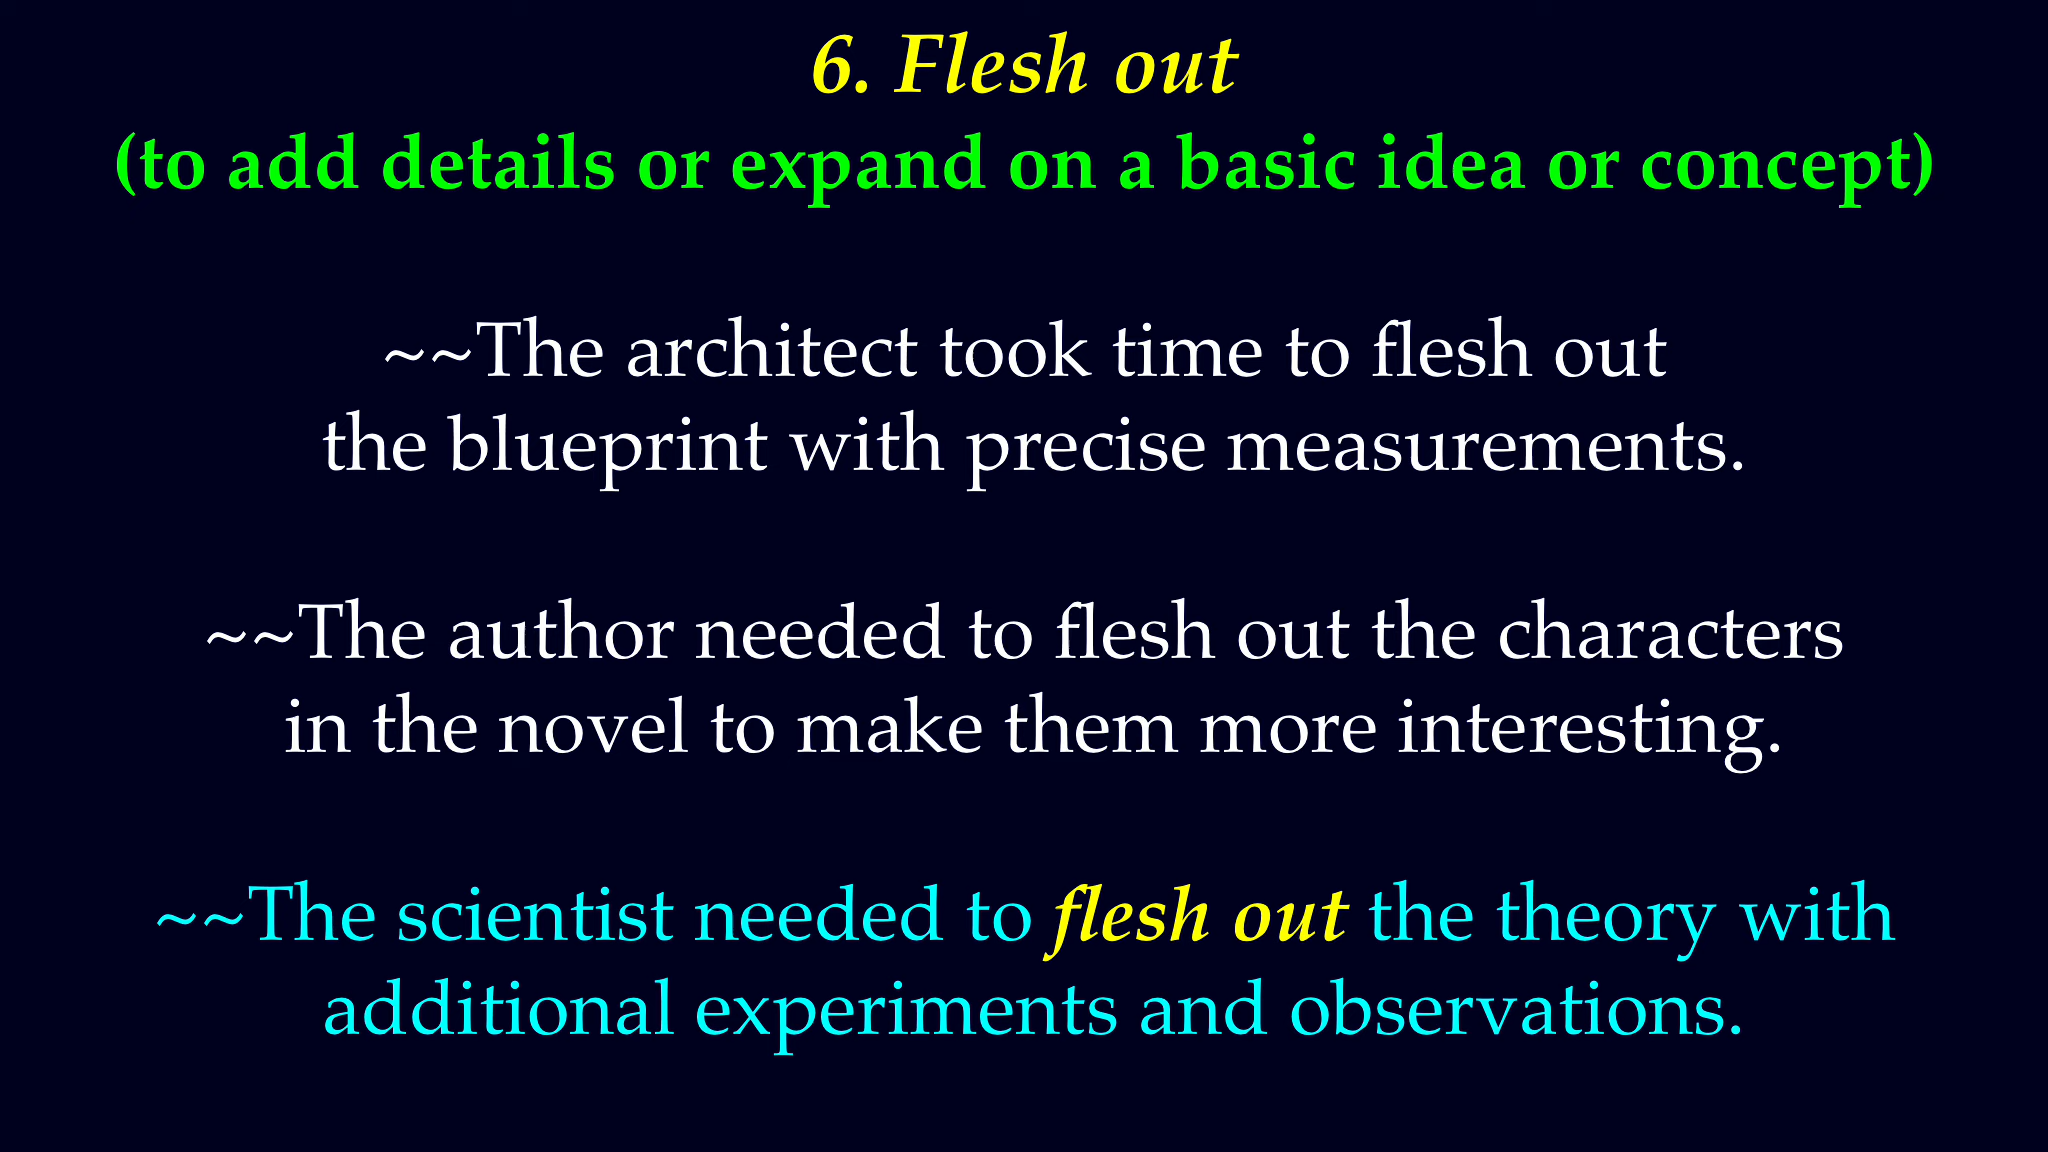 6. Flesh out
(to add details or expand on a basic idea or concept)
~~The architect took time to flesh out
the blueprint with precise measurements.
~~The author needed to flesh out the characters
in the novel to make them more interesting.
~~The scientist needed to flesh out the theory with
additional experiments and observations.